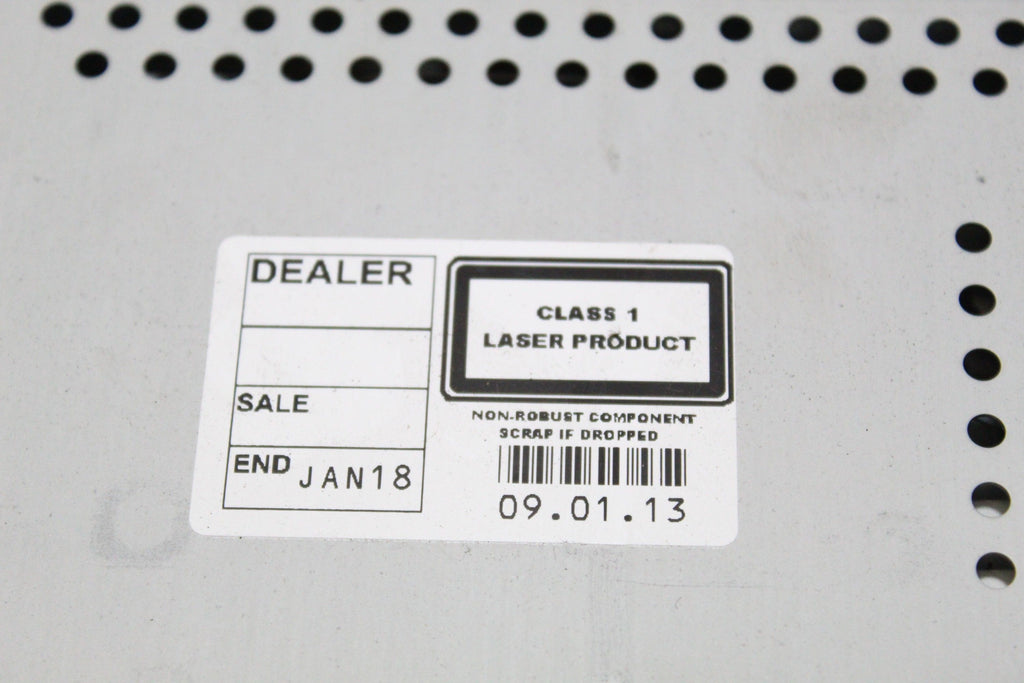 DEALER
SALE
END JAN18
CLASS 1
LASER PRODUCT
NON-ROBUST COMPONENT
SCRAP IF DROPPED
09.01.13